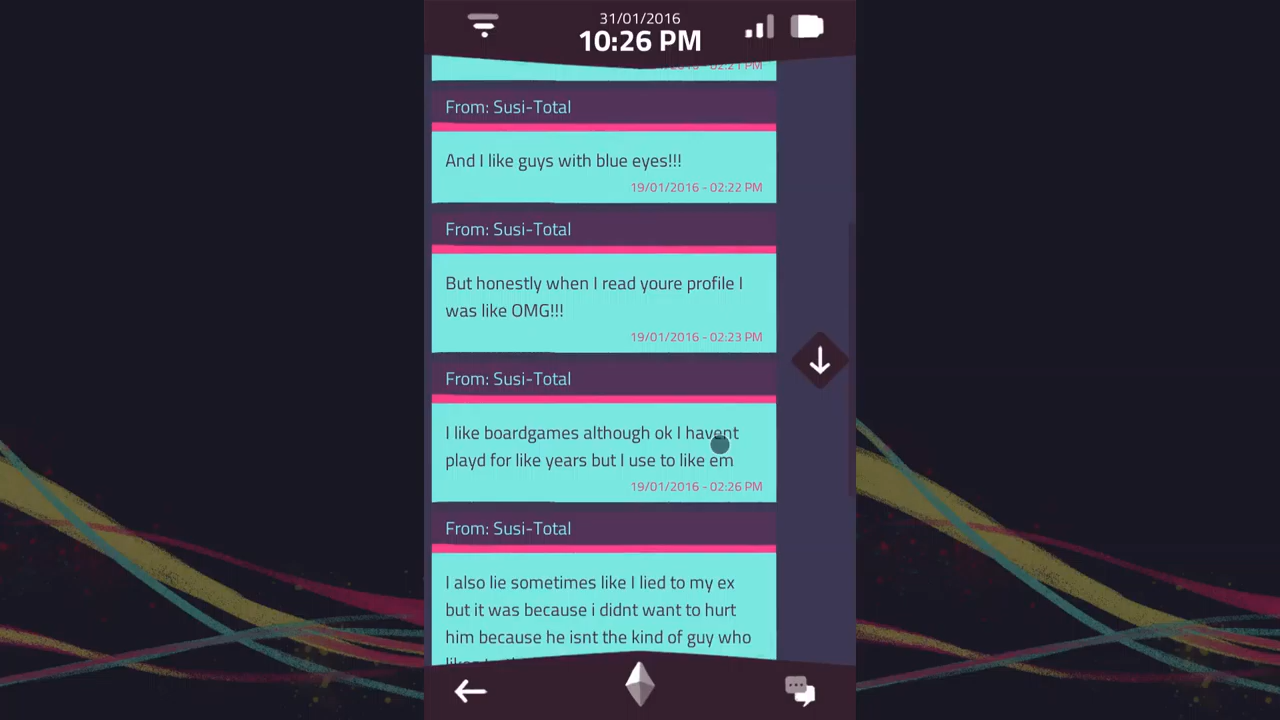 31/01/2016
10:26 PM
From: Susi-Total
And I like guys with blue eyes!!!
19/01/2016 - 02:22 PM
From: Susi-Total
But honestly when I read youre profile I
was like OMG!!!
19/01/2016 - 02:23 PM
From: Susi-Total
I like boardgames although ok I havent
playd for like years but I use to like em
19/01/2016 - 02:26 PM
From: Susi-Total
I also lie sometimes like I lied to my ex
but it was because i didnt want to hurt
him because he isnt the kind of guy who